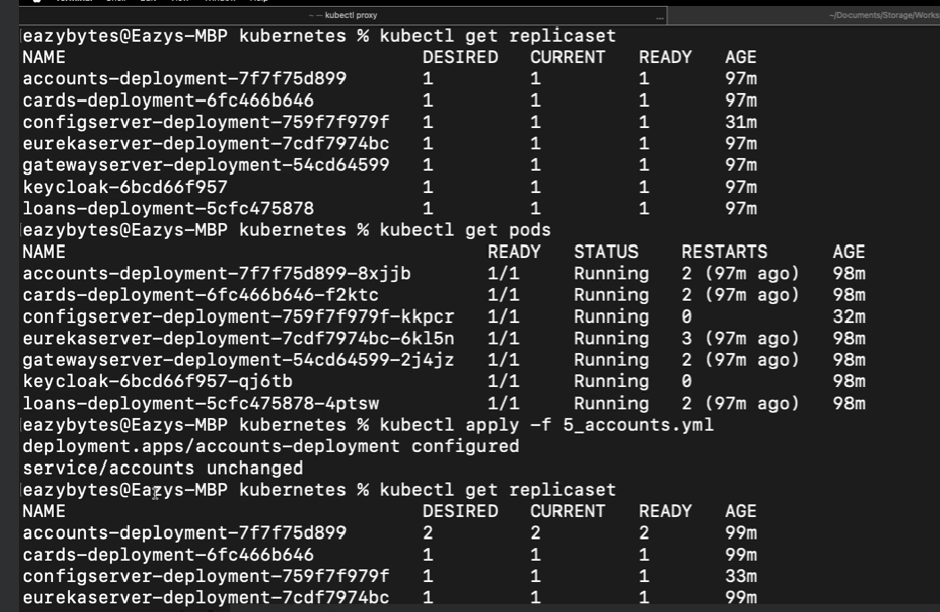 ~ — kubectl proxy
~/Documents/Storage/Works
eazybytes@Eazys-MBP kubernetes % kubectl get replicaset
NAME DESIRED CURRENT READY AGE
accounts-deployment-7f7f75d899 1 1 1 97m
cards-deployment-6fc466b646 1 1 1 97m
configserver-deployment-759f7f979f 1 1 1 31m
eurekaserver-deployment-7cdf7974bc 1 1 1 97m
gatewayserver-deployment-54cd64599 1 1 1 97m
keycloak-6bcd66f957 1 1 1 97m
loans-deployment-5cfc475878 1 1 1 97m
eazybytes@Eazys-MBP kubernetes % kubectl get pods
NAME READY STATUS RESTARTS AGE
accounts-deployment-7f7f75d899-8xjjb 1/1 Running 2 (97m ago) 98m
cards-deployment-6fc466b646-f2ktc 1/1 Running 2 (97m ago) 98m
configserver-deployment-759f7f979f-kkpcr 1/1 Running 0 32m
eurekaserver-deployment-7cdf7974bc-6kl5n 1/1 Running 3 (97m ago) 98m
gatewayserver-deployment-54cd64599-2j4jz 1/1 Running 2 (97m ago) 98m
keycloak-6bcd66f957-qj6tb 1/1 Running 0 98m
loans-deployment-5cfc475878-4ptsw 1/1 Running 2 (97m ago) 98m
eazybytes@Eazys-MBP kubernetes % kubectl apply -f 5_accounts.yml
deployment.apps/accounts-deployment configured
service/accounts unchanged
eazybytes@Eazys-MBP kubernetes % kubectl get replicaset
NAME DESIRED CURRENT READY AGE
accounts-deployment-7f7f75d899 2 2 2 99m
cards-deployment-6fc466b646 1 1 1 99m
configserver-deployment-759f7f979f 1 1 1 33m
eurekaserver-deployment-7cdf7974bc 1 1 1 99m